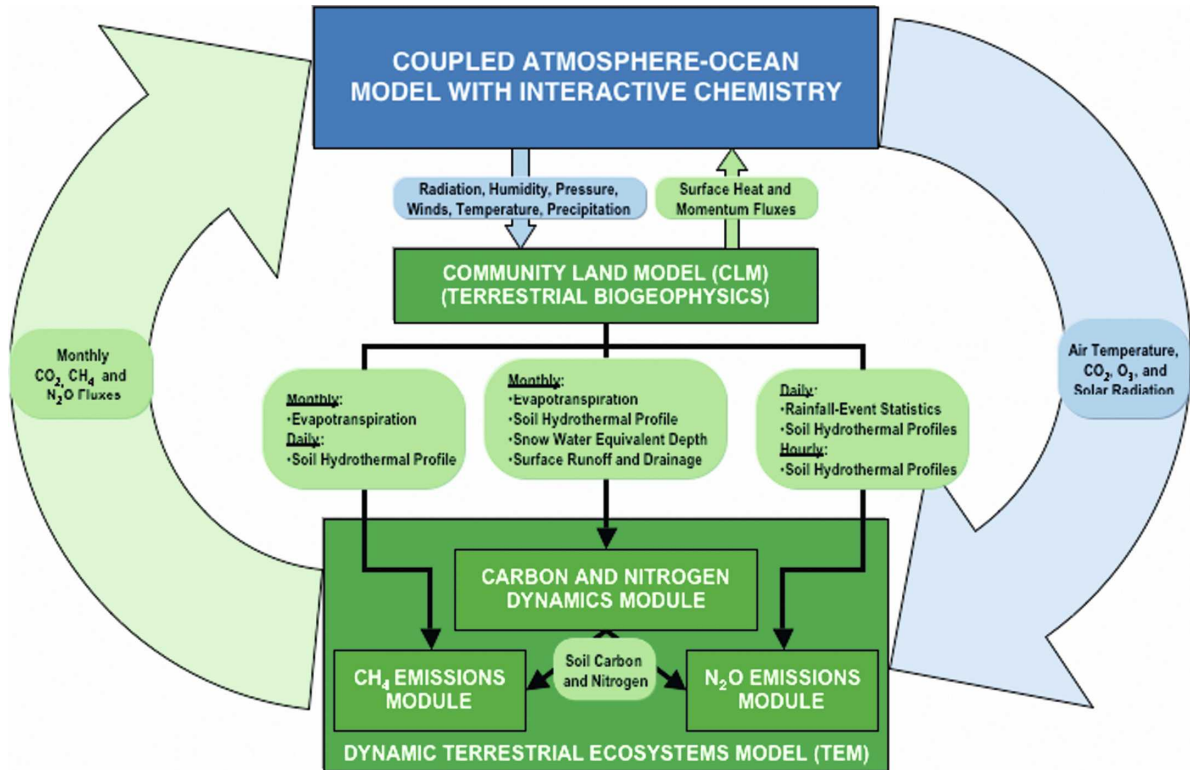 COUPLED ATMOSPHERE-OCEAN
MODEL WITH INTERACTIVE CHEMISTRY
Radiation, Humidity, Pressure,
Winds, Temperature, Precipitation
Surface Heat and
Momentum Fluxes
COMMUNITY LAND MODEL (CLM)
(TERRESTRIAL BIOGEOPHYSICS)
Monthly
CO₂, CH₄ and
N₂O Fluxes
Air Temperature,
CO₂, O₃, and
Solar Radiation
Monthly:
•Evapotranspiration
Daily:
•Soil Hydrothermal Profile
Monthly:
•Evapotranspiration
•Soil Hydrothermal Profile
•Snow Water Equivalent Depth
•Surface Runoff and Drainage
Daily:
•Rainfall-Event Statistics
•Soil Hydrothermal Profiles
Hourly:
•Soil Hydrothermal Profiles
CARBON AND NITROGEN
DYNAMICS MODULE
CH₄ EMISSIONS
MODULE
Soil Carbon
and Nitrogen
N₂O EMISSIONS
MODULE
DYNAMIC TERRESTRIAL ECOSYSTEMS MODEL (TEM)